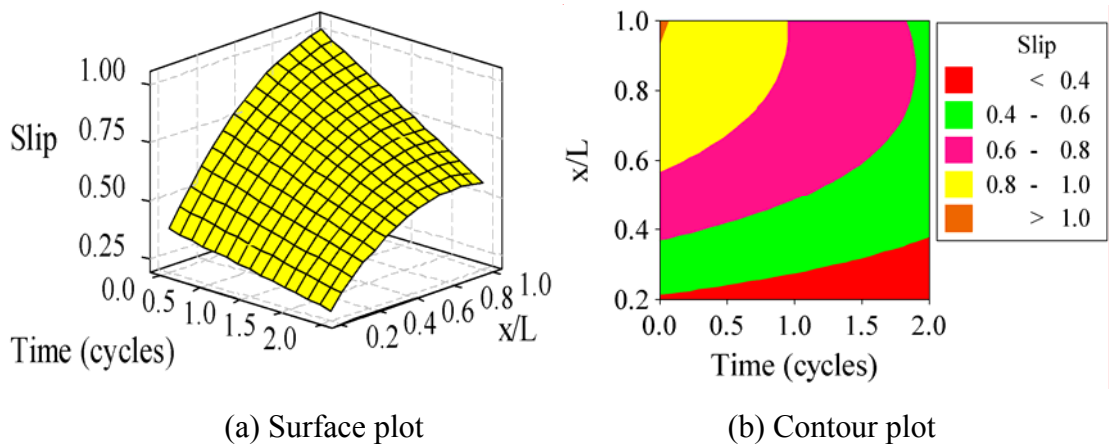 1.00
0.75
Slip
0.50
0.25
0.0
0.5
1.0
1.5
2.0
Time (cycles)
0.2
0.4
0.6
0.8
1.0
x/L
(a) Surface plot
1.0
0.8
x/L
0.6
0.4
0.2
0.0 0.5 1.0 1.5 2.0
Time (cycles)
Slip
< 0.4
0.4 - 0.6
0.6 - 0.8
0.8 - 1.0
> 1.0
(b) Contour plot